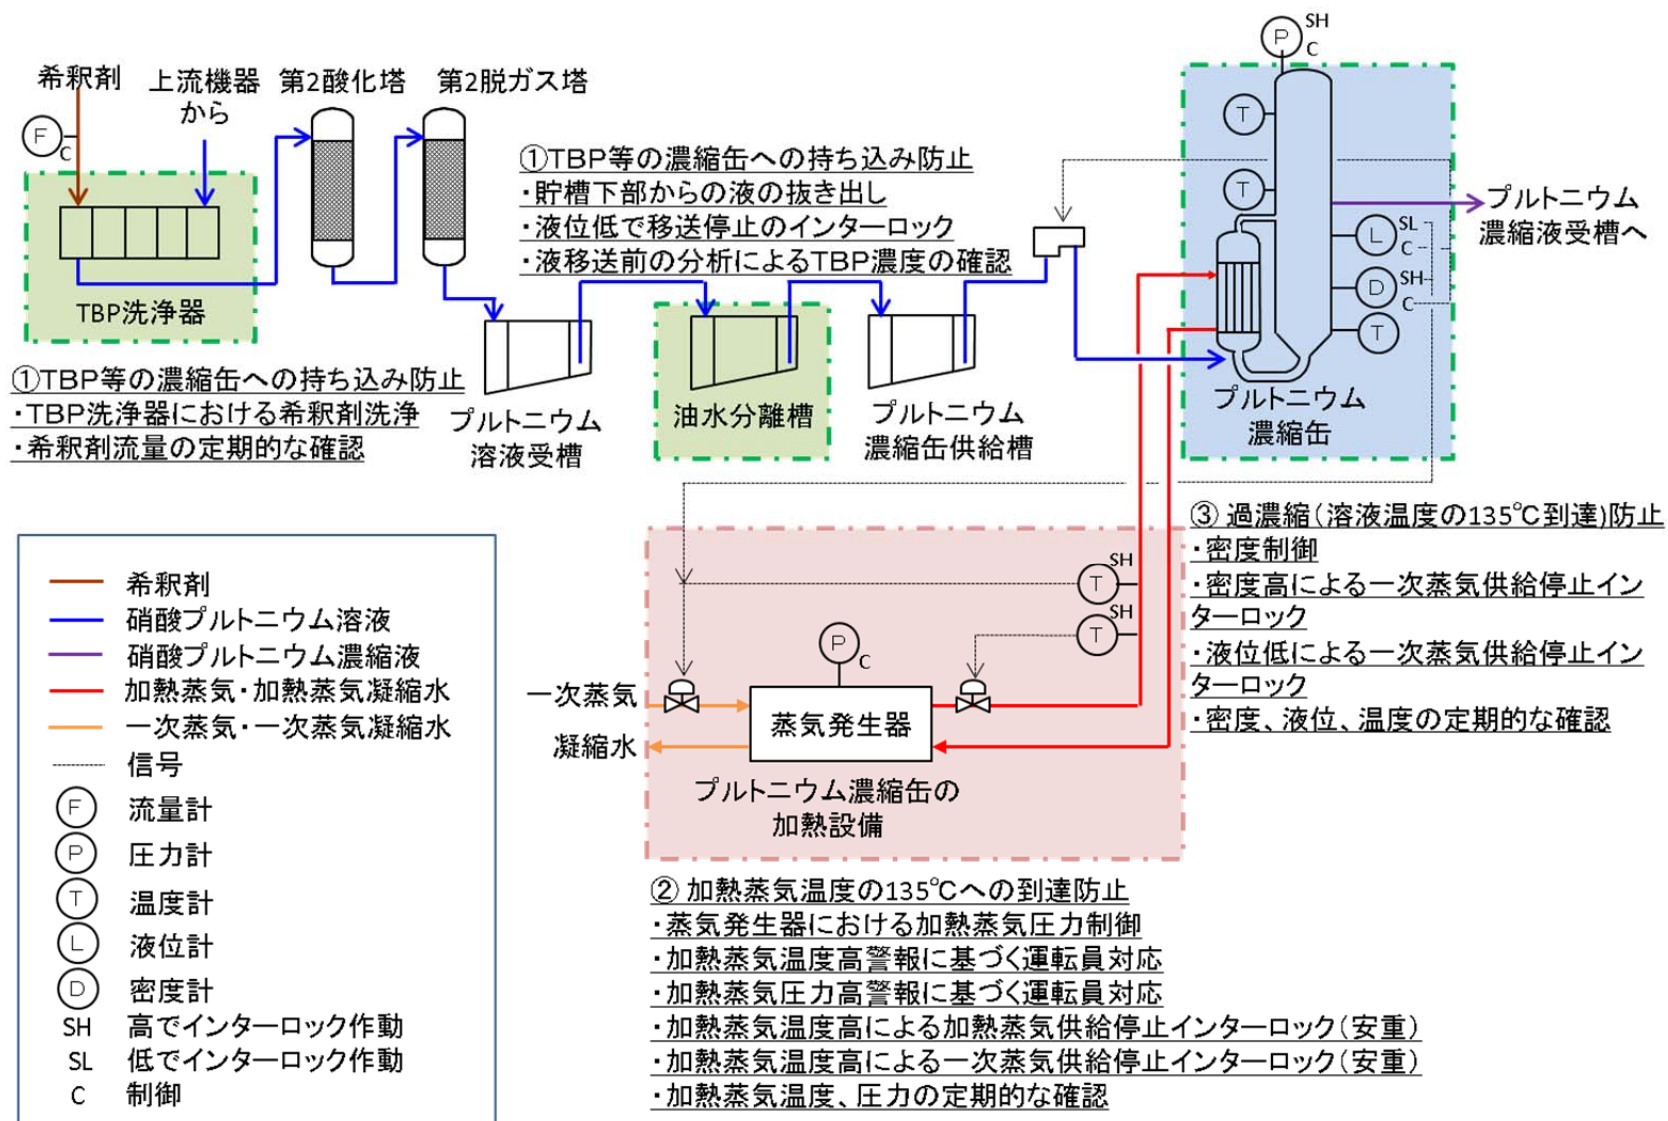 希釈剤
上流機器
から
第2酸化塔
第2脱ガス塔
F
C
TBP洗浄器
①TBP等の濃縮缶への持ち込み防止
・TBP洗浄器における希釈剤洗浄
・希釈剤流量の定期的な確認
プルトニウム
溶液受槽
①TBP等の濃縮缶への持ち込み防止
・貯槽下部からの液の抜き出し
・液位低で移送停止のインターロック
・液移送前の分析によるTBP濃度の確認
油水分離槽
プルトニウム
濃縮缶供給槽
P
SH
C
T
T
L
SL
C
D
SH
C
T
プルトニウム
濃縮液受槽へ
プルトニウム
濃縮缶
③ 過濃縮(溶液温度の135℃到達)防止
・密度制御
・密度高による一次蒸気供給停止イン
ターロック
・液位低による一次蒸気供給停止イン
ターロック
・密度、液位、温度の定期的な確認
T
SH
T
SH
P
C
一次蒸気
凝縮水
蒸気発生器
プルトニウム濃縮缶の
加熱設備
② 加熱蒸気温度の135℃への到達防止
・蒸気発生器における加熱蒸気圧力制御
・加熱蒸気温度高警報に基づく運転員対応
・加熱蒸気圧力高警報に基づく運転員対応
・加熱蒸気温度高による加熱蒸気供給停止インターロック(安重)
・加熱蒸気温度高による一次蒸気供給停止インターロック(安重)
・加熱蒸気温度、圧力の定期的な確認
希釈剤
硝酸プルトニウム溶液
硝酸プルトニウム濃縮液
加熱蒸気・加熱蒸気凝縮水
一次蒸気・一次蒸気凝縮水
信号
F 流量計
P 圧力計
T 温度計
L 液位計
D 密度計
SH 高でインターロック作動
SL 低でインターロック作動
C 制御